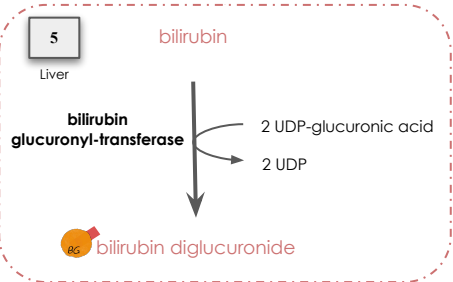 5
bilirubin
Liver
bilirubin
glucuronyl-transferase
2 UDP-glucuronic acid
2 UDP
BG
bilirubin diglucuronide